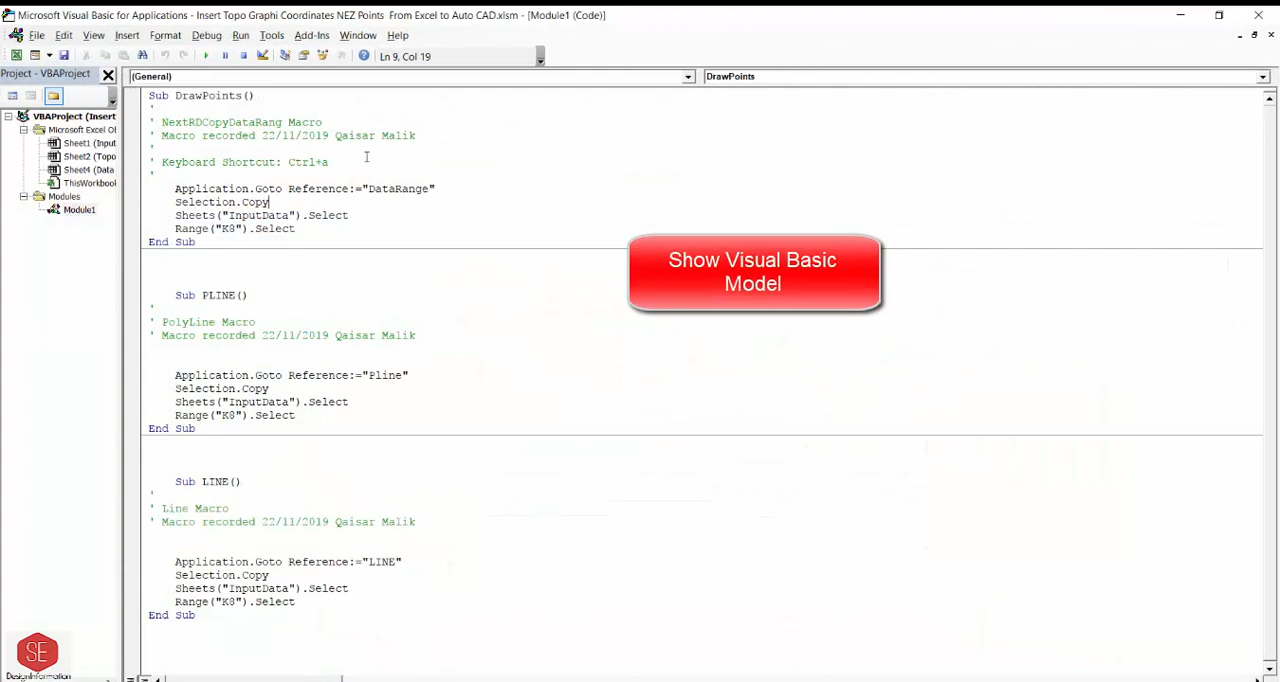 Microsoft Visual Basic for Applications - Insert Topo Graphi Coordinates NEZ Points From Excel to Auto CAD.xlsm - [Module1 (Code)]
File Edit View Insert Format Debug Run Tools Add-Ins Window Help
Ln 9, Col 19
Project - VBAProject
(General) DrawPoints
VBAProject (Insert
Microsoft Excel Ol
Sheet1 (Input
Sheet2 (Topo
Sheet4 (Data
ThisWorkbook
Modules
Module1
Sub DrawPoints()
'
' NextRDCopyDataRang Macro
' Macro recorded 22/11/2019 Qaisar Malik
'
' Keyboard Shortcut: Ctrl+a
'
Application.Goto Reference:="DataRange"
Selection.Copy
Sheets("InputData").Select
Range("K8").Select
End Sub
Show Visual Basic
Model
Sub PLINE()
'
' PolyLine Macro
' Macro recorded 22/11/2019 Qaisar Malik
Application.Goto Reference:="Pline"
Selection.Copy
Sheets("InputData").Select
Range("K8").Select
End Sub
Sub LINE()
'
' Line Macro
' Macro recorded 22/11/2019 Qaisar Malik
Application.Goto Reference:="LINE"
Selection.Copy
Sheets("InputData").Select
Range("K8").Select
End Sub
SE
DesignInformation